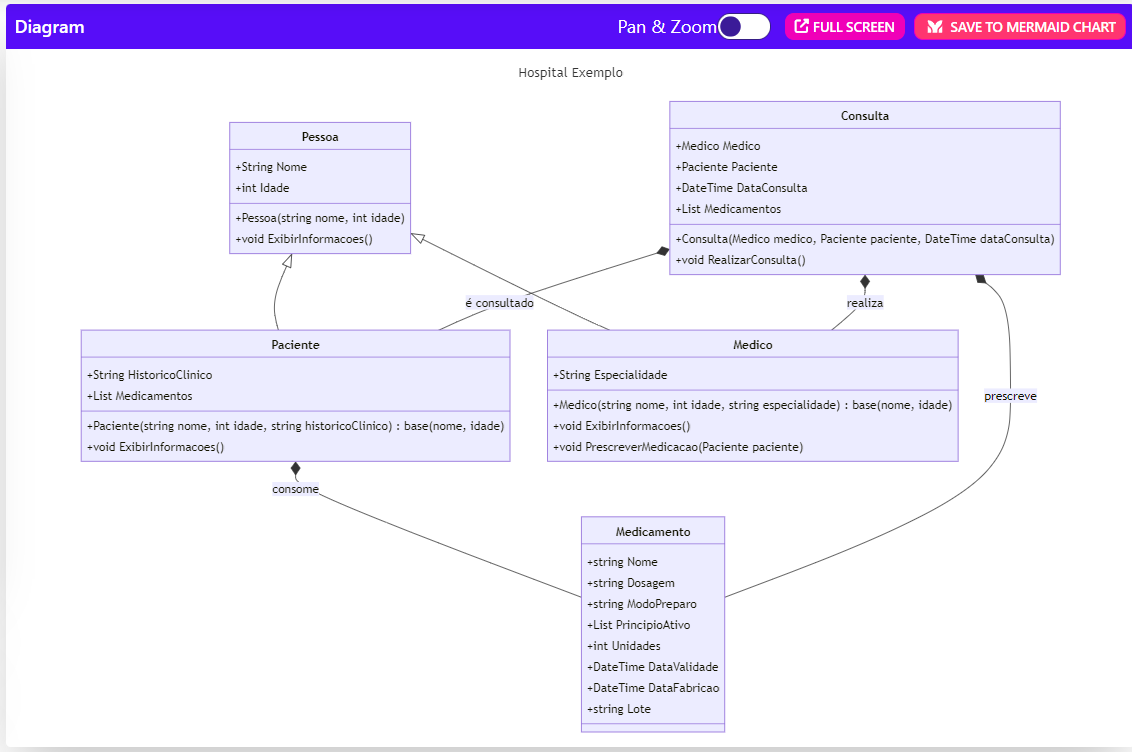 Diagram
Pan & Zoom
FULL SCREEN
SAVE TO MERMAID CHART
Hospital Exemplo
Pessoa
+String Nome
+int Idade
+Pessoa(string nome, int idade)
+void ExibirInformacoes()
Consulta
+Medico Medico
+Paciente Paciente
+DateTime DataConsulta
+List Medicamentos
+Consulta(Medico medico, Paciente paciente, DateTime dataConsulta)
+void RealizarConsulta()
é consultado
realiza
Paciente
+String HistoricoClinico
+List Medicamentos
+Paciente(string nome, int idade, string historicoClinico) : base(nome, idade)
+void ExibirInformacoes()
Medico
+String Especialidade
+Medico(string nome, int idade, string especialidade) : base(nome, idade)
+void ExibirInformacoes()
+void PrescreverMedicacao(Paciente paciente)
prescreve
consome
Medicamento
+string Nome
+string Dosagem
+string ModoPreparo
+List PrincipioAtivo
+int Unidades
+DateTime DataValidade
+DateTime DataFabricao
+string Lote